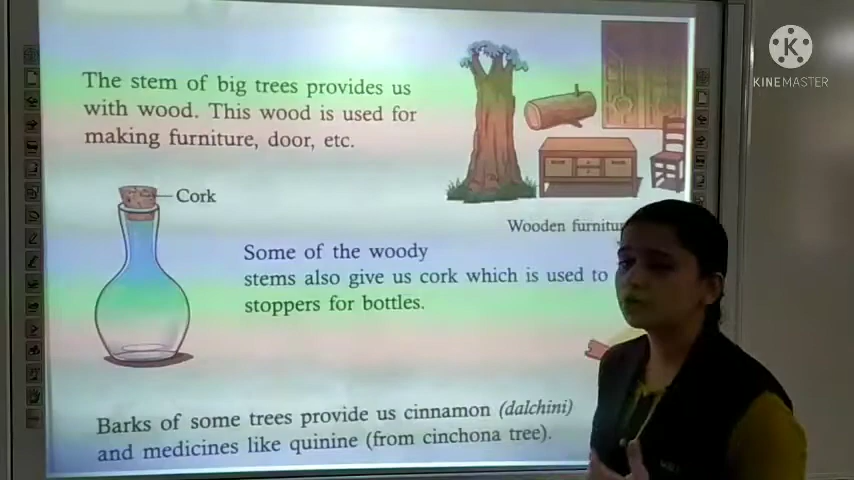 The stem of big trees provides us
with wood. This wood is used for
making furniture, door, etc.
Cork
Wooden
Some of the woody
stems also give us cork which is used to
stoppers for bottles.
Barks of some trees provide us cinnamon (dalchini)
and medicines like quinine (from cinchona tree).
K
KINEMASTER